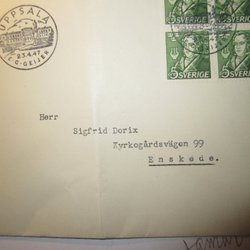 UPPSALA
23.4.47
E.G. GEIJER
SVERIGE
SVERIGE
Herr
Sigfrid Dorix
Kyrkogårdsvägen 99
Enskede.